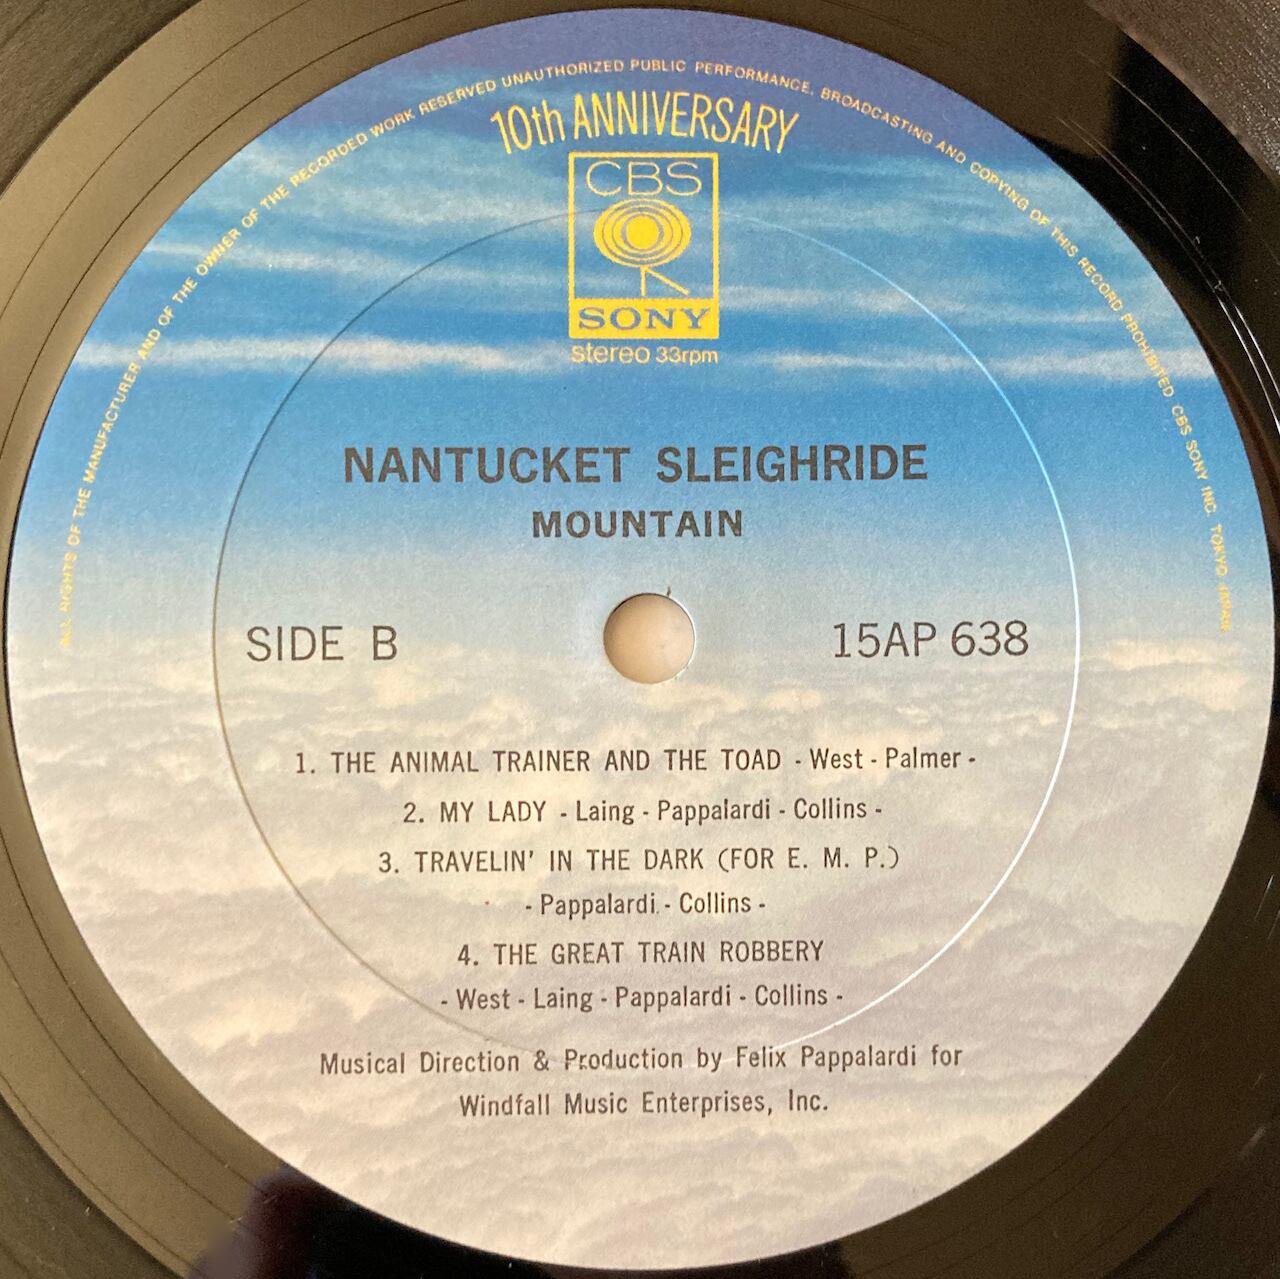 ALL RIGHTS OF THE MANUFACTURER AND OF THE OWNER OF THE RECORDED WORK RESERVED UNAUTHORIZED PUBLIC PERFORMANCE. BROADCASTING AND COPYING OF THIS RECORD PROHIBITED CBS SONY INC. TOKYO JAPAN
10th ANNIVERSARY
CBS
SONY
stereo 33rpm
NANTUCKET SLEIGHRIDE
MOUNTAIN
SIDE B
15AP 638
1. THE ANIMAL TRAINER AND THE TOAD - West - Palmer -
2. MY LADY - Laing - Pappalardi - Collins -
3. TRAVELIN' IN THE DARK (FOR E. M. P.)
- Pappalardi - Collins -
4. THE GREAT TRAIN ROBBERY
- West - Laing - Pappalardi - Collins -
Musical Direction & Production by Felix Pappalardi for
Windfall Music Enterprises, Inc.